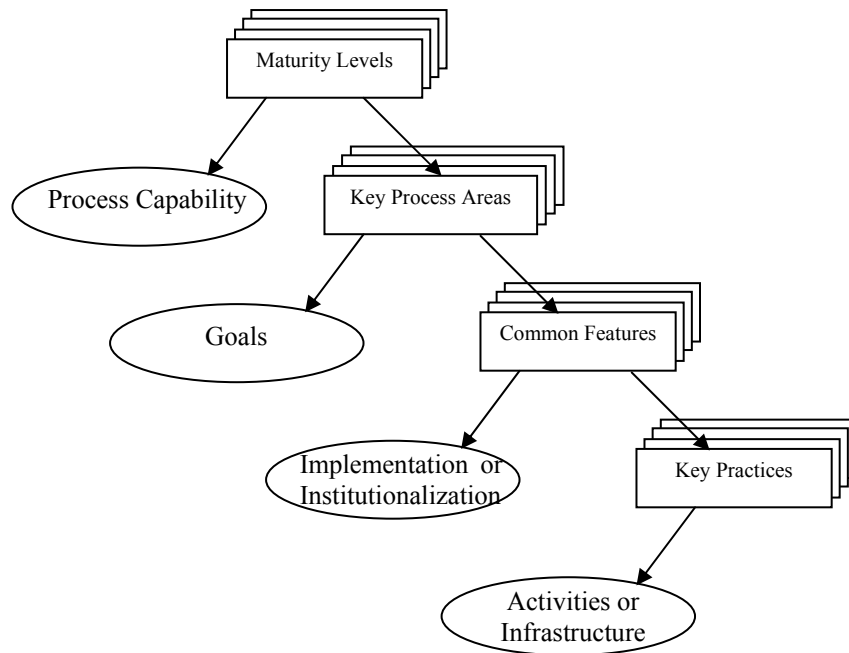 Maturity Levels
Process Capability
Key Process Areas
Goals
Common Features
Implementation or
Institutionalization
Key Practices
Activities or
Infrastructure